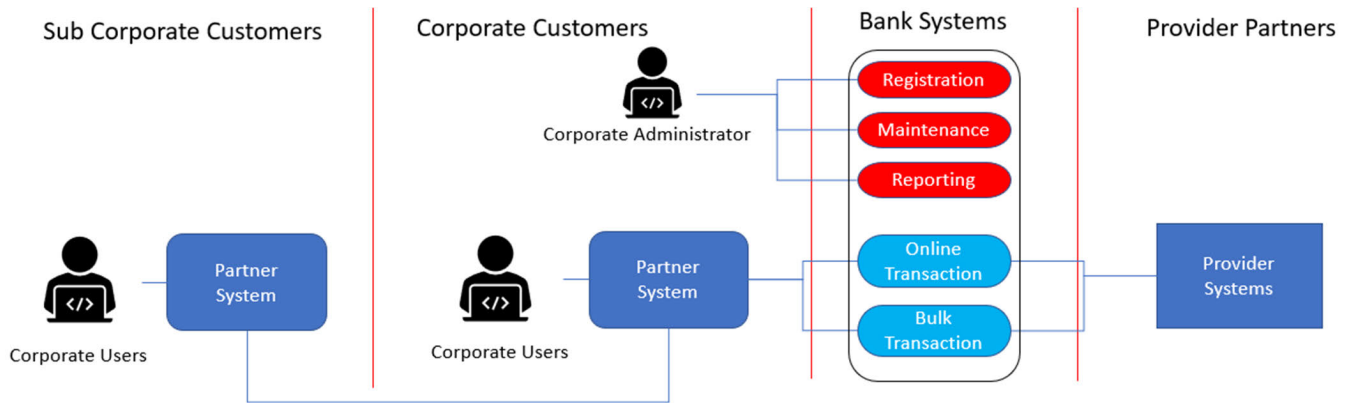 Sub Corporate Customers
Corporate Customers
Bank Systems
Provider Partners
Registration
Maintenance
Reporting
Corporate Administrator
</>
Partner
System
</>
Corporate Users
Partner
System
</>
Corporate Users
Online
Transaction
Bulk
Transaction
Provider
Systems